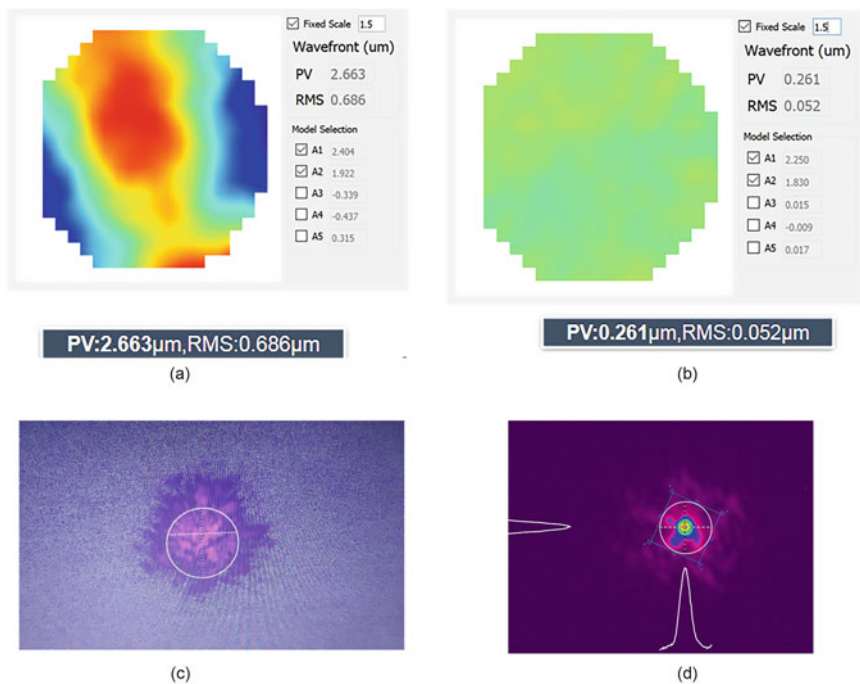 Fixed Scale 1.5
Wavefront (um)
PV 2.663
RMS 0.686
Model Selection
A1 2.404
A2 1.922
A3 -0.339
A4 -0.437
A5 0.315
PV:2.663μm,RMS:0.686μm
(a)
Fixed Scale 1.5
Wavefront (um)
PV 0.261
RMS 0.052
Model Selection
A1 2.250
A2 1.830
A3 0.015
A4 -0.009
A5 0.017
PV:0.261μm,RMS:0.052μm
(b)
(c)
(d)